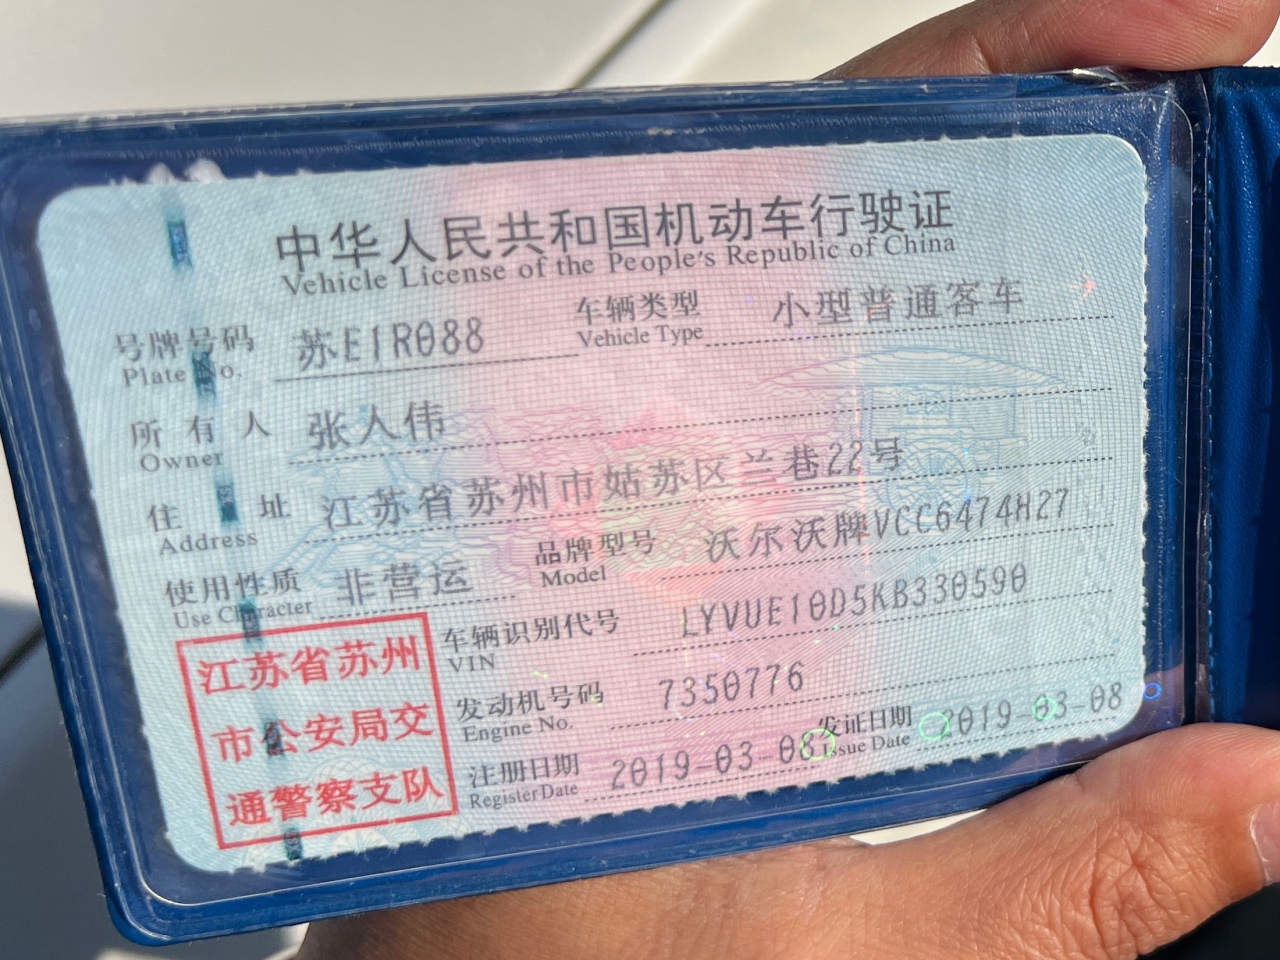 中华人民共和国机动车行驶证
Vehicle License of the People's Republic of China
号牌号码 苏E1R088 车辆类型 小型普通客车
Plate No. Vehicle Type
所有人 张人伟
Owner
住址 江苏省苏州市姑苏区兰巷22号
Address
使用性质 非营运 品牌型号 沃尔沃牌VCC6474H27
Use Character Model
车辆识别代号 LYVUE10D5KB330590
VIN
发动机号码 7350776
Engine No.
注册日期 2019-03-08 发证日期 2019-03-08
Register Date Issue Date
江苏省苏州
市公安局交
通警察支队